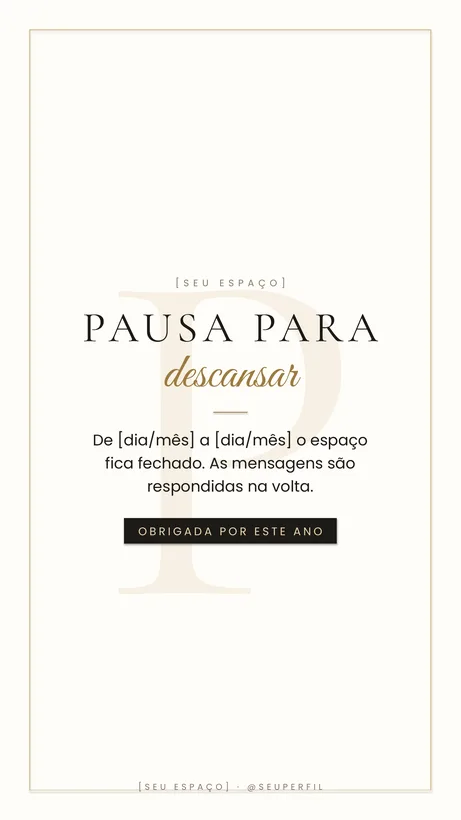 [SEU ESPAÇO]
PAUSA PARA
descansar
De [dia/mês] a [dia/mês] o espaço
fica fechado. As mensagens são
respondidas na volta.
OBRIGADA POR ESTE ANO
P
[SEU ESPAÇO] · @SEUPERFIL